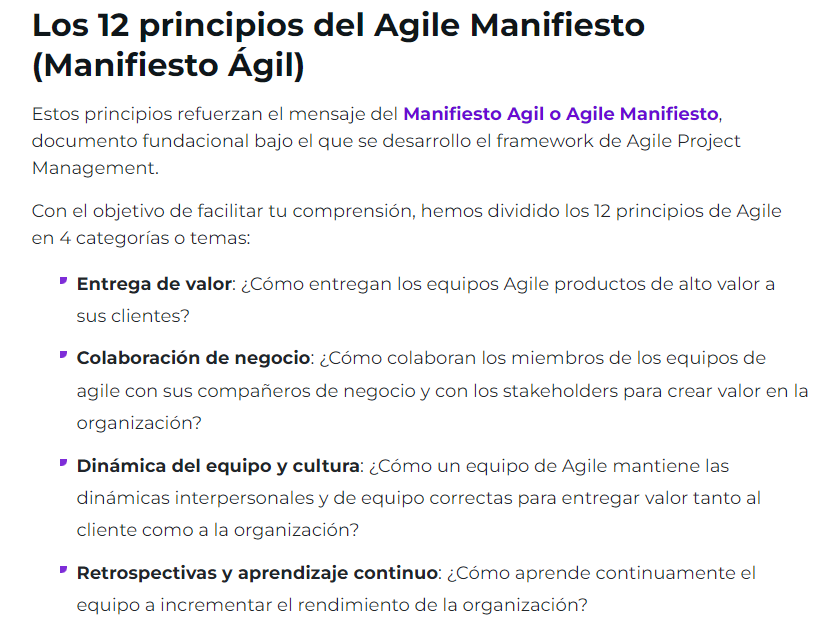 Los 12 principios del Agile Manifiesto
(Manifiesto Ágil)
Estos principios refuerzan el mensaje del Manifiesto Agil o Agile Manifiesto,
documento fundacional bajo el que se desarrollo el framework de Agile Project
Management.
Con el objetivo de facilitar tu comprensión, hemos dividido los 12 principios de Agile
en 4 categorías o temas:
Entrega de valor: ¿Cómo entregan los equipos Agile productos de alto valor a
sus clientes?
Colaboración de negocio: ¿Cómo colaboran los miembros de los equipos de
agile con sus compañeros de negocio y con los stakeholders para crear valor en la
organización?
Dinámica del equipo y cultura: ¿Cómo un equipo de Agile mantiene las
dinámicas interpersonales y de equipo correctas para entregar valor tanto al
cliente como a la organización?
Retrospectivas y aprendizaje continuo: ¿Cómo aprende continuamente el
equipo a incrementar el rendimiento de la organización?